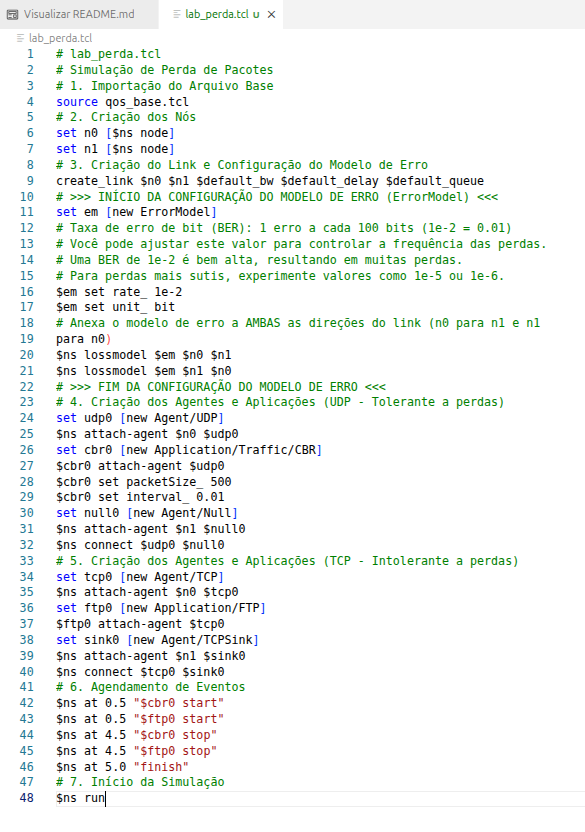 Visualizar README.md
lab_perda.tcl U
lab_perda.tcl
1 # lab_perda.tcl
2 # Simulação de Perda de Pacotes
3 # 1. Importação do Arquivo Base
4 source qos_base.tcl
5 # 2. Criação dos Nós
6 set n0 [$ns node]
7 set n1 [$ns node]
8 # 3. Criação do Link e Configuração do Modelo de Erro
9 create_link $n0 $n1 $default_bw $default_delay $default_queue
10 # >>> INÍCIO DA CONFIGURAÇÃO DO MODELO DE ERRO (ErrorModel) <<<
11 set em [new ErrorModel]
12 # Taxa de erro de bit (BER): 1 erro a cada 100 bits (1e-2 = 0.01)
13 # Você pode ajustar este valor para controlar a frequência das perdas.
14 # Uma BER de 1e-2 é bem alta, resultando em muitas perdas.
15 # Para perdas mais sutis, experimente valores como 1e-5 ou 1e-6.
16 $em set rate_ 1e-2
17 $em set unit_ bit
18 # Anexa o modelo de erro a AMBAS as direções do link (n0 para n1 e n1
19 para n0)
20 $ns lossmodel $em $n0 $n1
21 $ns lossmodel $em $n1 $n0
22 # >>> FIM DA CONFIGURAÇÃO DO MODELO DE ERRO <<<
23 # 4. Criação dos Agentes e Aplicações (UDP - Tolerante a perdas)
24 set udp0 [new Agent/UDP]
25 $ns attach-agent $n0 $udp0
26 set cbr0 [new Application/Traffic/CBR]
27 $cbr0 attach-agent $udp0
28 $cbr0 set packetSize_ 500
29 $cbr0 set interval_ 0.01
30 set null0 [new Agent/Null]
31 $ns attach-agent $n1 $null0
32 $ns connect $udp0 $null0
33 # 5. Criação dos Agentes e Aplicações (TCP - Intolerante a perdas)
34 set tcp0 [new Agent/TCP]
35 $ns attach-agent $n0 $tcp0
36 set ftp0 [new Application/FTP]
37 $ftp0 attach-agent $tcp0
38 set sink0 [new Agent/TCPSink]
39 $ns attach-agent $n1 $sink0
40 $ns connect $tcp0 $sink0
41 # 6. Agendamento de Eventos
42 $ns at 0.5 "$cbr0 start"
43 $ns at 0.5 "$ftp0 start"
44 $ns at 4.5 "$cbr0 stop"
45 $ns at 4.5 "$ftp0 stop"
46 $ns at 5.0 "finish"
47 # 7. Início da Simulação
48 $ns run